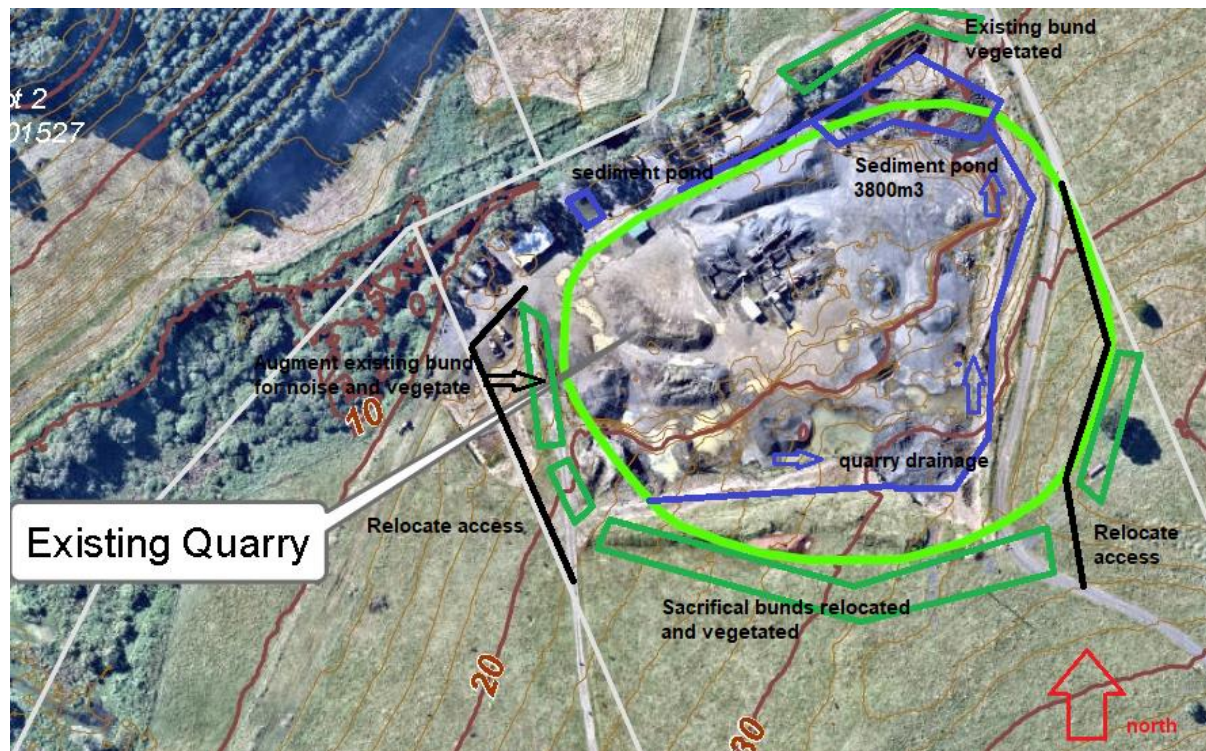 Existing bund
vegetated
ot 2
01527
sediment pond
Sediment pond
3800m3
Augment existing bund
for noise and vegetate
10
quarry drainage
Existing Quarry
Relocate access
Relocate
access
Sacrifical bunds relocated
and vegetated
20
30
north